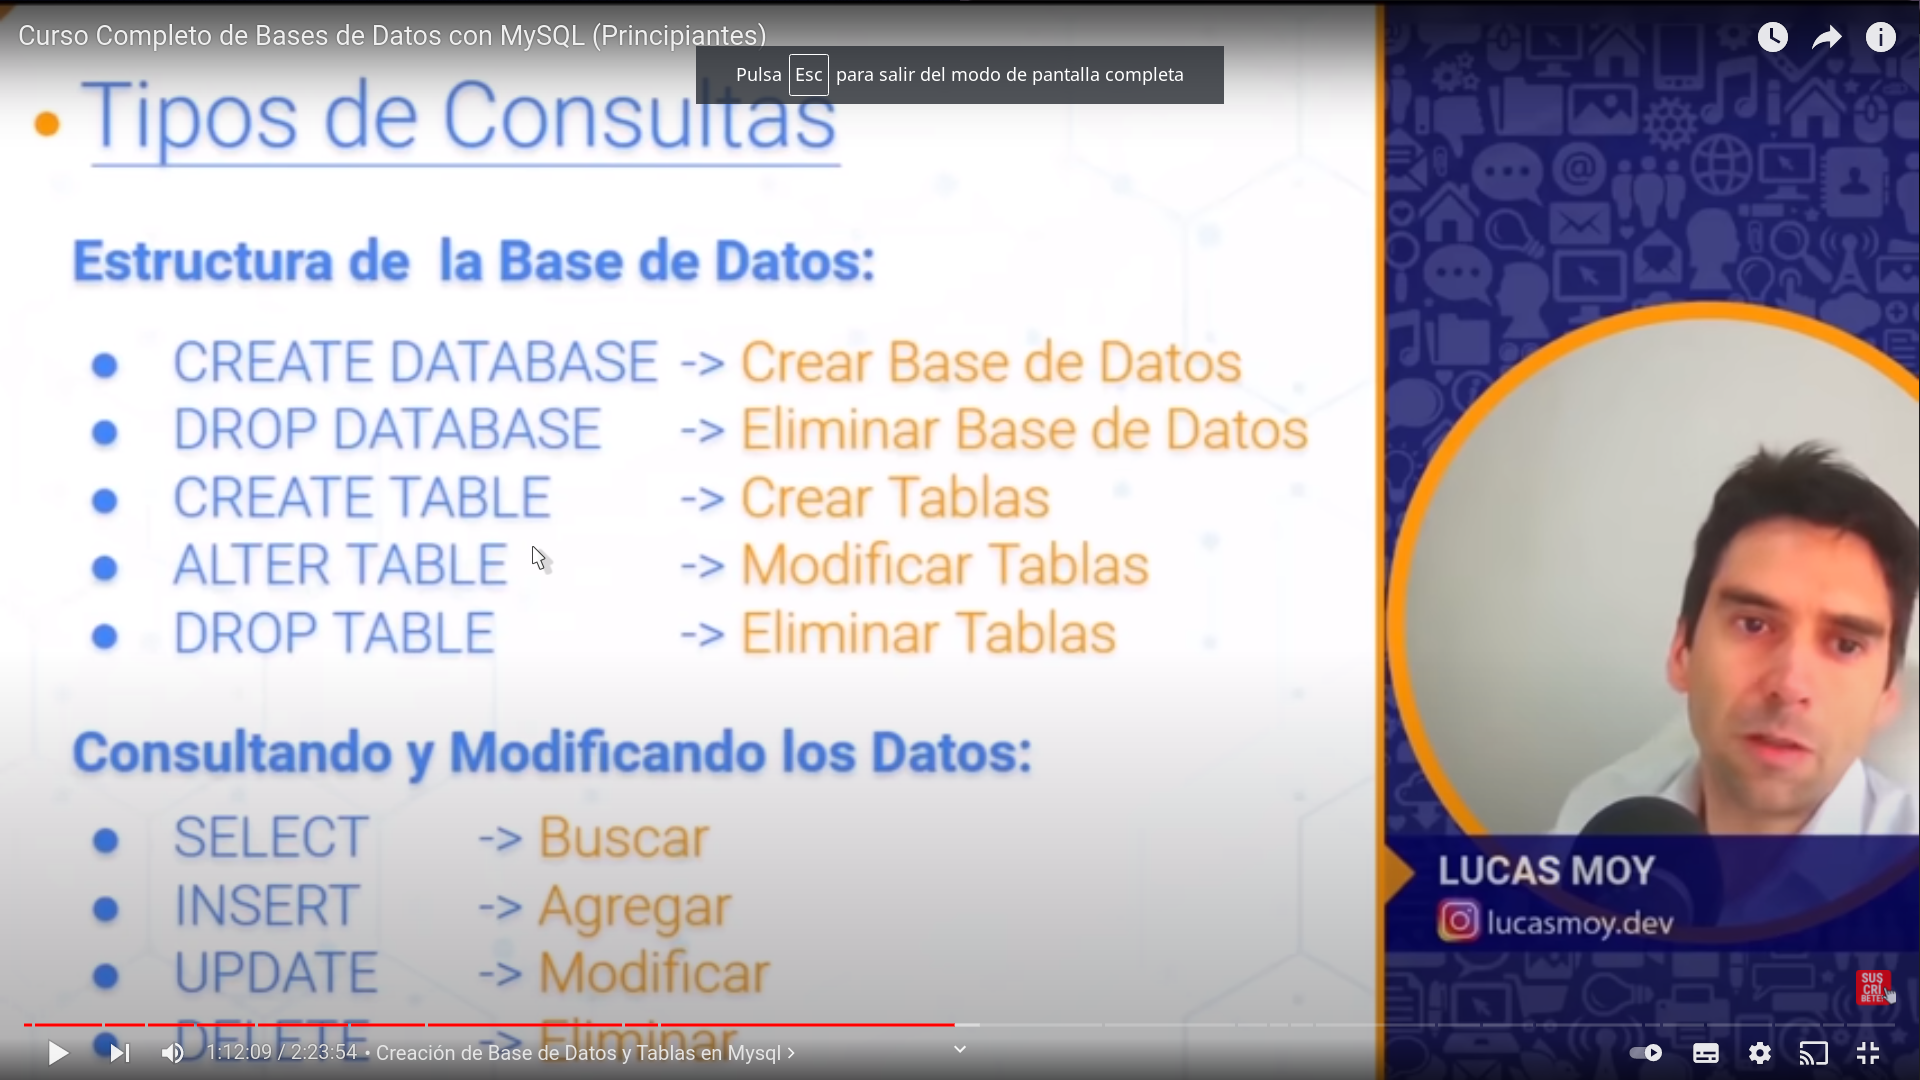 Curso Completo de Bases de Datos con MySQL (Principiantes)
Pulsa Esc para salir del modo de pantalla completa
Tipos de Consultas
Estructura de la Base de Datos:
CREATE DATABASE -> Crear Base de Datos
DROP DATABASE -> Eliminar Base de Datos
CREATE TABLE -> Crear Tablas
ALTER TABLE -> Modificar Tablas
DROP TABLE -> Eliminar Tablas
Consultando y Modificando los Datos:
SELECT -> Buscar
INSERT -> Agregar
UPDATE -> Modificar
DELETE -> Eliminar
LUCAS MOY
lucasmoy.dev
SUS
CRÍ
BETE
1:12:09 / 2:23:54 • Creación de Base de Datos y Tablas en Mysql >